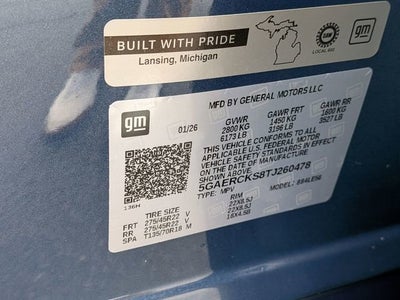 BUILT WITH PRIDE
Lansing, Michigan
UAW
gm
MFD BY GENERAL MOTORS LLC
gm
01/26
GVWR GAWR FRT GAWR RR
2800 KG 1450 KG 1600 KG
6173 LB 3196 LB 3527 LB
THIS VEHICLE CONFORMS TO ALL
APPLICABLE U.S. FEDERAL MOTOR
VEHICLE SAFETY STANDARDS IN EFFECT
ON THE DATE OF MANUFACTURE
SHOWN ABOVE.
5GAERCKS8TJ260478
TYPE: MPV MODEL:
136H
TIRE SIZE RIM
FRT 275/45R22 V 22X8.5J
RR 275/45R22 V 22X8.5J
SPA T135/70R18 M 18X4.5B